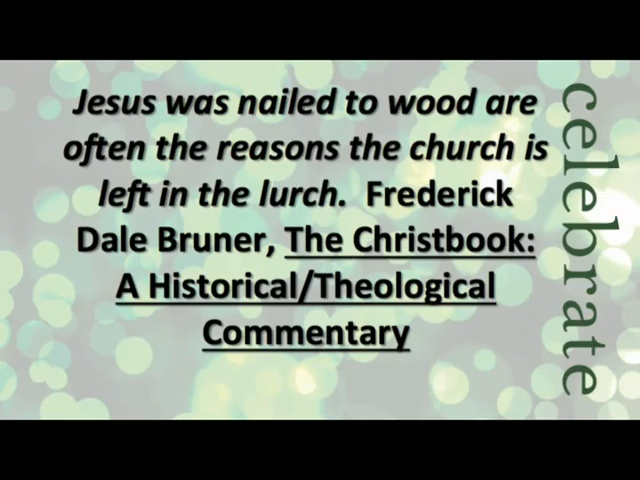 Jesus was nailed to wood are
often the reasons the church is
left in the lurch.  Frederick
Dale Bruner, The Christbook:
A Historical/Theological
Commentary
celebrate